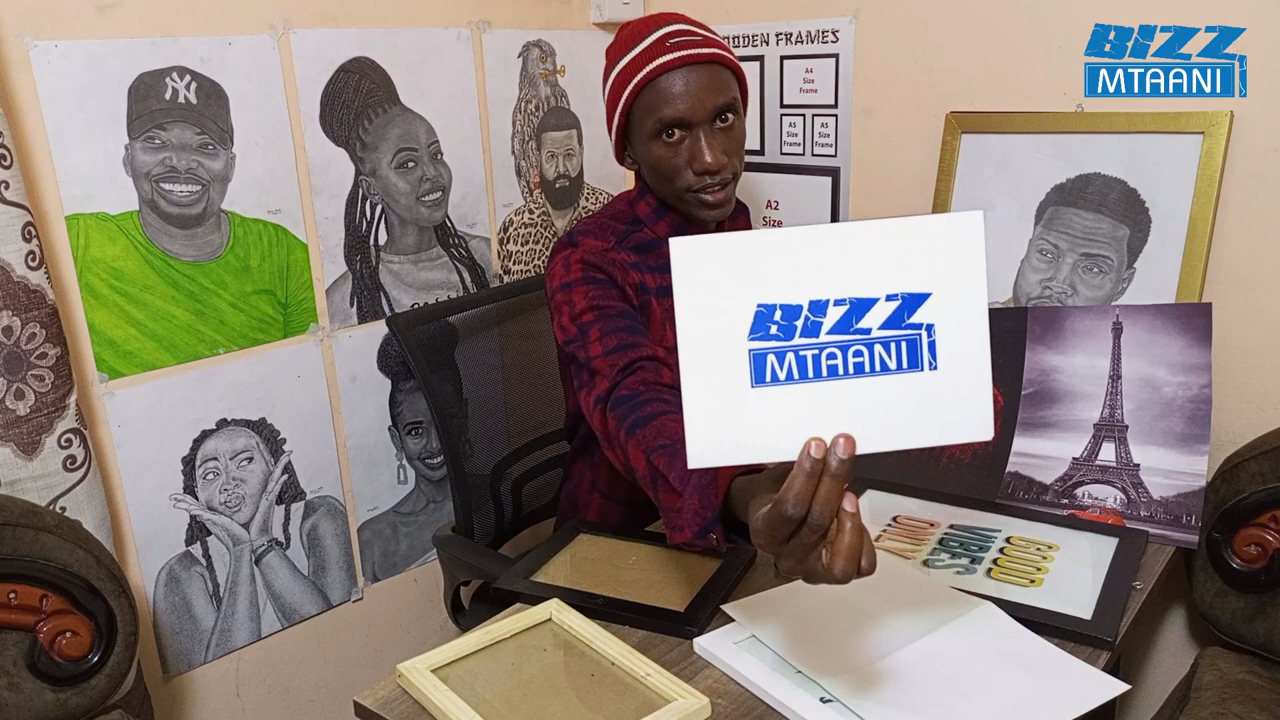 BIZZ
MTAANI
WOODEN FRAMES
A4
Size
Frame
A5
Size
Frame
A5
Size
Frame
A2
Size
NY
BIZZ
MTAANI
GOOD
VIBES
ONLY